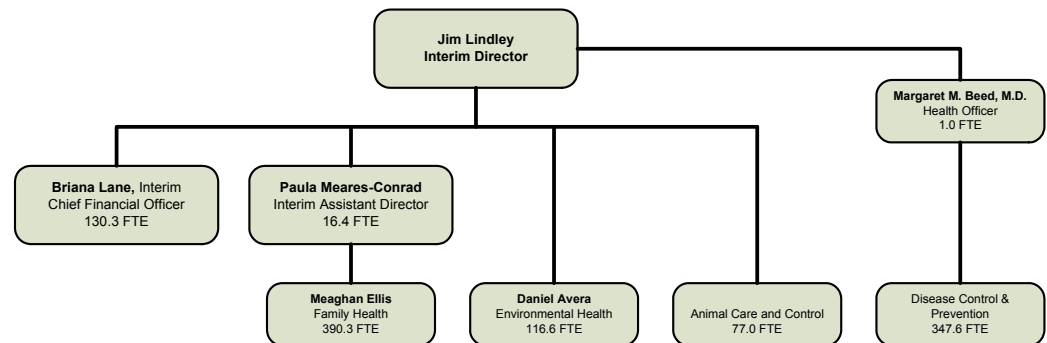 Jim Lindley
Interim Director
Margaret M. Beed, M.D.
Health Officer
1.0 FTE
Briana Lane, Interim
Chief Financial Officer
130.3 FTE
Paula Meares-Conrad
Interim Assistant Director
16.4 FTE
Meaghan Ellis
Family Health
390.3 FTE
Daniel Avera
Environmental Health
116.6 FTE
Animal Care and Control
77.0 FTE
Disease Control &
Prevention
347.6 FTE